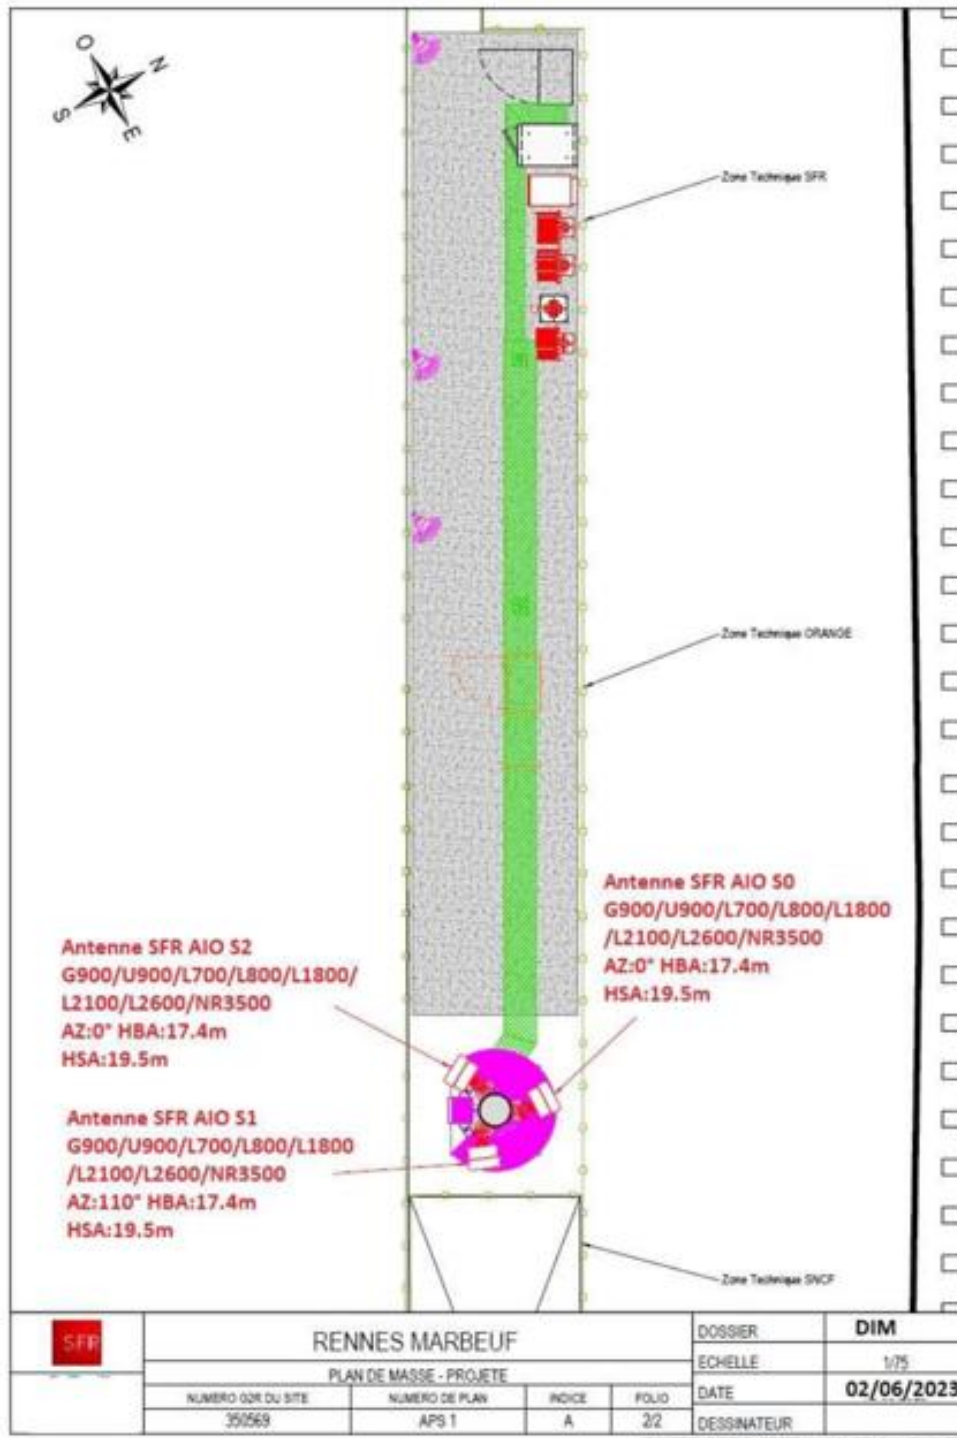 O
N
S
E
Zone Technique SFR
Zone Technique ORANGE
Antenne SFR AIO S0
G900/U900/L700/L800/L1800
/L2100/L2600/NR3500
AZ:0° HBA:17.4m
HSA:19.5m
Antenne SFR AIO S2
G900/U900/L700/L800/L1800/
L2100/L2600/NR3500
AZ:0° HBA:17.4m
HSA:19.5m
Antenne SFR AIO S1
G900/U900/L700/L800/L1800
/L2100/L2600/NR3500
AZ:110° HBA:17.4m
HSA:19.5m
Zone Technique SNCF
SFR
RENNES MARBEUF
PLAN DE MASSE - PROJETE
NUMERO G2R DU SITE
NUMERO DE PLAN
INDICE
FOLIO
350569
APS 1
A
2/2
DOSSIER
DIM
ECHELLE
1/75
DATE
02/06/2023
DESSINATEUR